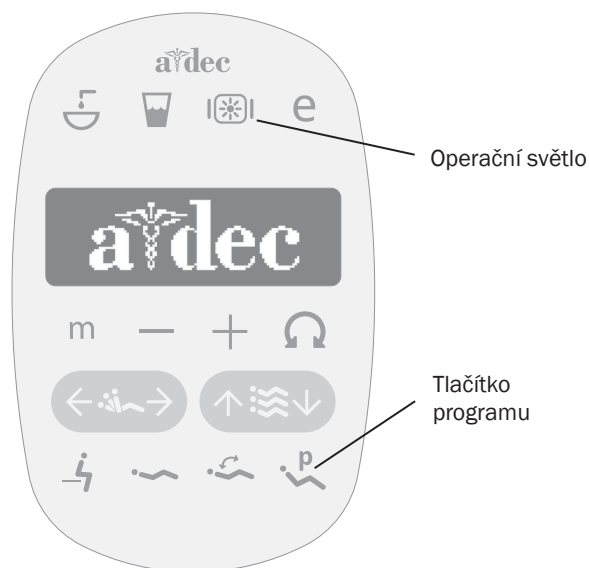 a dec
e
Operační světlo
a dec
m
Tlačítko
programu
p